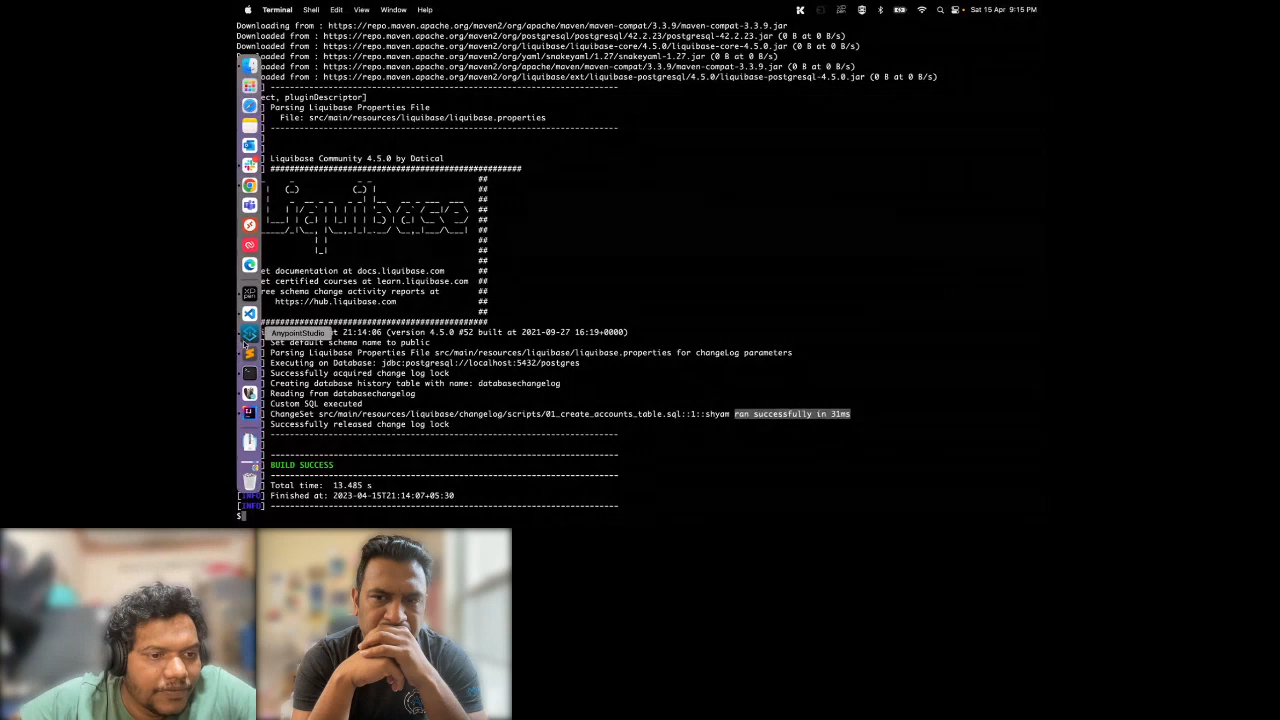 Terminal Shell Edit View Window Help Sat 15 Apr 9:15 PM
Downloading from : https://repo.maven.apache.org/maven2/org/apache/maven/maven-compat/3.3.9/maven-compat-3.3.9.jar
Downloaded from : https://repo.maven.apache.org/maven2/org/postgresql/postgresql/42.2.23/postgresql-42.2.23.jar (0 B at 0 B/s)
Downloaded from : https://repo.maven.apache.org/maven2/org/liquibase/liquibase-core/4.5.0/liquibase-core-4.5.0.jar (0 B at 0 B/s)
Downloaded from : https://repo.maven.apache.org/maven2/org/yaml/snakeyaml/1.27/snakeyaml-1.27.jar (0 B at 0 B/s)
loaded from : https://repo.maven.apache.org/maven2/org/apache/maven/maven-compat/3.3.9/maven-compat-3.3.9.jar (0 B at 0 B/s)
loaded from : https://repo.maven.apache.org/maven2/org/liquibase/ext/liquibase-postgresql/4.5.0/liquibase-postgresql-4.5.0.jar (0 B at 0 B/s)
] ------------------------------------------------------------------------
ect, pluginDescriptor]
] Parsing Liquibase Properties File
]   File: src/main/resources/liquibase/liquibase.properties
] ------------------------------------------------------------------------
]
]
] Liquibase Community 4.5.0 by Datical
] ####################################################
##
##
Liquibase ##
##
##
##
##
##
##
et documentation at docs.liquibase.com ##
et certified courses at learn.liquibase.com ##
ree schema change activity reports at ##
https://hub.liquibase.com ##
##
###############################################
AnypointStudio at 21:14:06 (version 4.5.0 #52 built at 2021-09-27 16:19+0000)
] Set default schema name to public
] Parsing Liquibase Properties File src/main/resources/liquibase/liquibase.properties for changeLog parameters
] Executing on Database: jdbc:postgresql://localhost:5432/postgres
] Successfully acquired change log lock
] Creating database history table with name: databasechangelog
] Reading from databasechangelog
] Custom SQL executed
] ChangeSet src/main/resources/liquibase/changelog/scripts/01_create_accounts_table.sql::1::shyam ran successfully in 31ms
] Successfully released change log lock
] ------------------------------------------------------------------------
]
] ------------------------------------------------------------------------
] BUILD SUCCESS
] ------------------------------------------------------------------------
] Total time:  13.485 s
[INFO] Finished at: 2023-04-15T21:14:07+05:30
[INFO] ------------------------------------------------------------------------
$